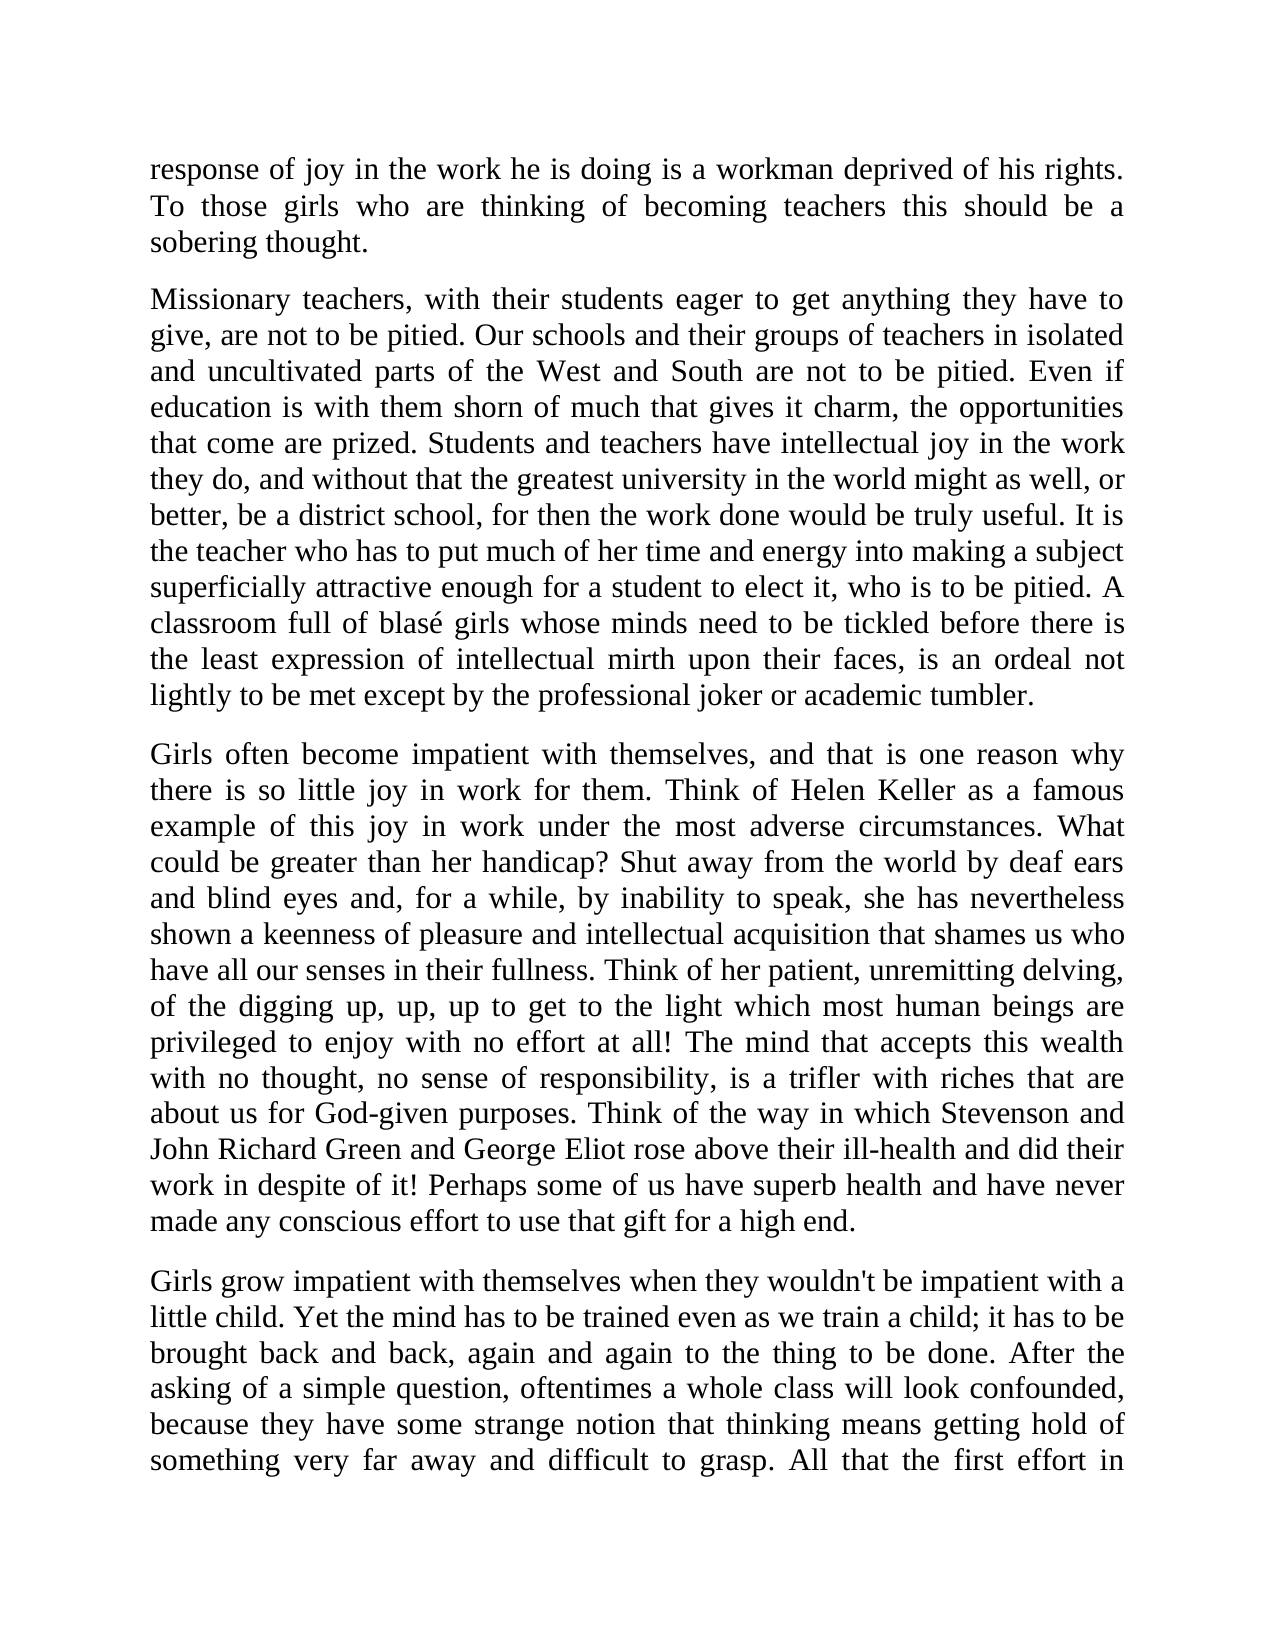 response of joy in the work he is doing is a workman deprived of his rights.
To those girls who are thinking of becoming teachers this should be a
sobering thought.
Missionary teachers, with their students eager to get anything they have to
give, are not to be pitied. Our schools and their groups of teachers in isolated
and uncultivated parts of the West and South are not to be pitied. Even if
education is with them shorn of much that gives it charm, the opportunities
that come are prized. Students and teachers have intellectual joy in the work
they do, and without that the greatest university in the world might as well, or
better, be a district school, for then the work done would be truly useful. It is
the teacher who has to put much of her time and energy into making a subject
superficially attractive enough for a student to elect it, who is to be pitied. A
classroom full of blasé girls whose minds need to be tickled before there is
the least expression of intellectual mirth upon their faces, is an ordeal not
lightly to be met except by the professional joker or academic tumbler.
Girls often become impatient with themselves, and that is one reason why
there is so little joy in work for them. Think of Helen Keller as a famous
example of this joy in work under the most adverse circumstances. What
could be greater than her handicap? Shut away from the world by deaf ears
and blind eyes and, for a while, by inability to speak, she has nevertheless
shown a keenness of pleasure and intellectual acquisition that shames us who
have all our senses in their fullness. Think of her patient, unremitting delving,
of the digging up, up, up to get to the light which most human beings are
privileged to enjoy with no effort at all! The mind that accepts this wealth
with no thought, no sense of responsibility, is a trifler with riches that are
about us for God-given purposes. Think of the way in which Stevenson and
John Richard Green and George Eliot rose above their ill-health and did their
work in despite of it! Perhaps some of us have superb health and have never
made any conscious effort to use that gift for a high end.
Girls grow impatient with themselves when they wouldn't be impatient with a
little child. Yet the mind has to be trained even as we train a child; it has to be
brought back and back, again and again to the thing to be done. After the
asking of a simple question, oftentimes a whole class will look confounded,
because they have some strange notion that thinking means getting hold of
something very far away and difficult to grasp. All that the first effort in